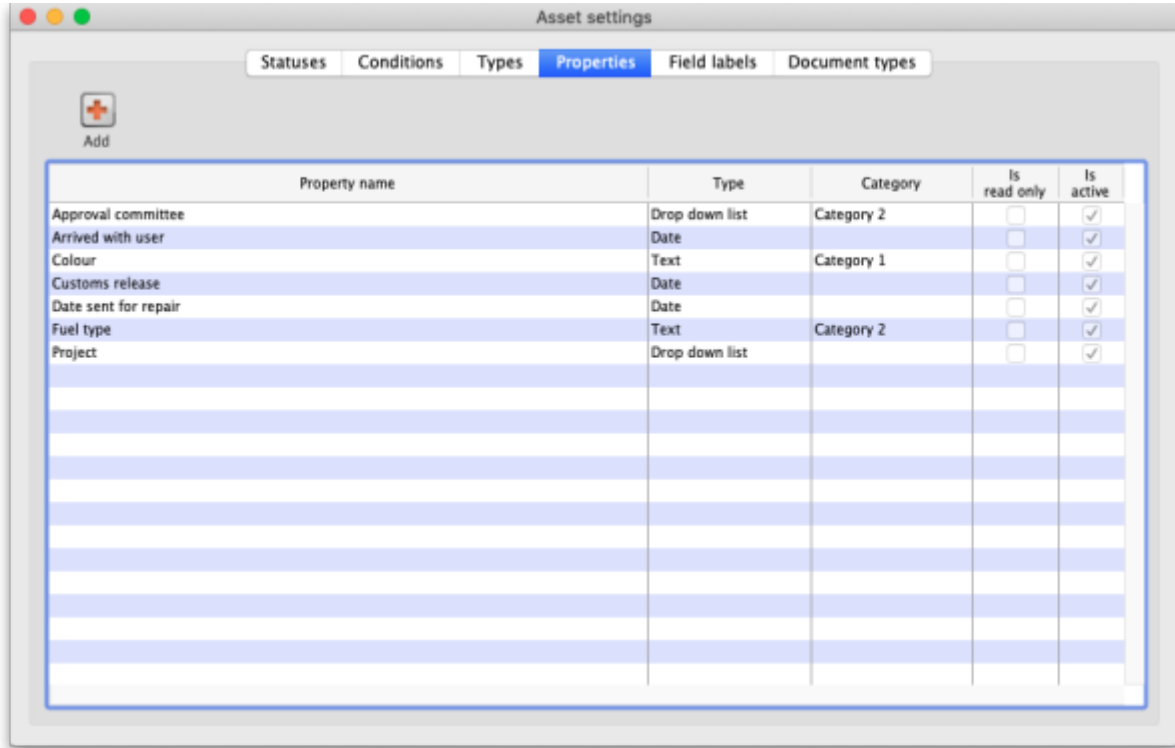 Asset settings
Statuses Conditions Types Properties Field labels Document types
Add
Property name Type Category Is read only Is active
Approval committee Drop down list Category 2
Arrived with user Date
Colour Text Category 1
Customs release Date
Date sent for repair Date
Fuel type Text Category 2
Project Drop down list